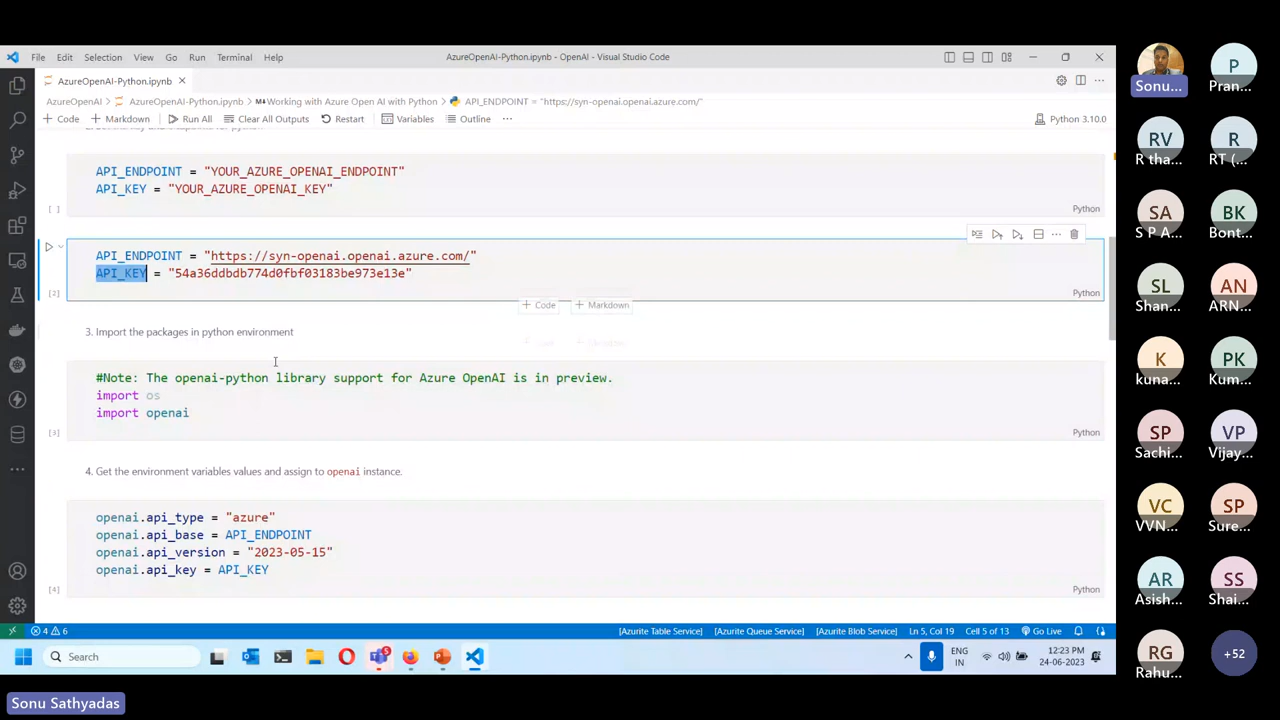 File Edit Selection View Go Run Terminal Help
AzureOpenAI-Python.ipynb - OpenAI - Visual Studio Code
AzureOpenAI-Python.ipynb
AzureOpenAI > AzureOpenAI-Python.ipynb > Working with Azure Open AI with Python > API_ENDPOINT = "https://syn-openai.openai.azure.com/"
+ Code + Markdown Run All Clear All Outputs Restart Variables Outline ... Python 3.10.0
API_ENDPOINT = "YOUR_AZURE_OPENAI_ENDPOINT"
API_KEY = "YOUR_AZURE_OPENAI_KEY"
[ ] Python
API_ENDPOINT = "https://syn-openai.openai.azure.com/"
API_KEY = "54a36ddbdb774d0fbf03183be973e13e"
[2] Python
+ Code + Markdown
3. Import the packages in python environment
#Note: The openai-python library support for Azure OpenAI is in preview.
import os
import openai
[3] Python
4. Get the environment variables values and assign to openai instance.
openai.api_type = "azure"
openai.api_base = API_ENDPOINT
openai.api_version = "2023-05-15"
openai.api_key = API_KEY
[4] Python
4 6 [Azurite Table Service] [Azurite Queue Service] [Azurite Blob Service] Ln 5, Col 19 Cell 5 of 13 Go Live
Search
5
ENG
IN
12:23 PM
24-06-2023
Sonu Sathyadas
Sonu...
P
Pran...
RV
R tha...
R
RT (...
SA
S P A...
BK
Bont...
SL
Shan...
AN
ARN...
K
kuna...
PK
Kum...
SP
Sachi...
VP
Vijay...
VC
VVN...
SP
Sure...
AR
Asish...
SS
Shai...
RG
Rahu...
+52